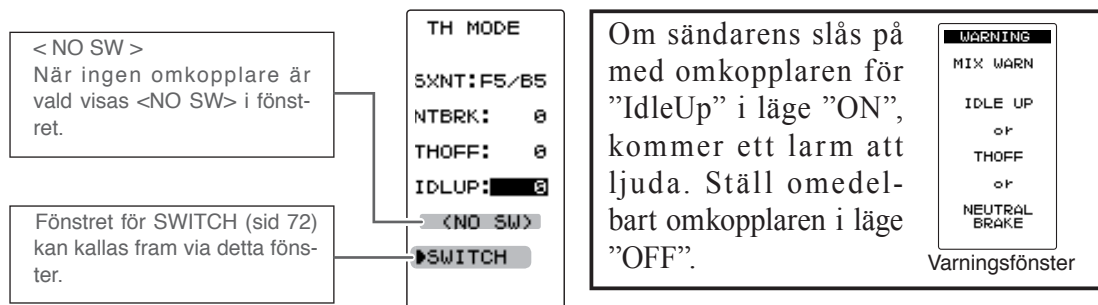 < NO SW >
När ingen omkopplare är
vald visas <NO SW> i fönst-
ret.
Fönstret för SWITCH (sid 72)
kan kallas fram via detta föns-
ter.
TH MODE
SXNT:F5/B5
NTBRK: 0
THOFF: 0
IDLUP: 0
<NO SW>
▶SWITCH
Om sändarens slås på
med omkopplaren för
”IdleUp” i läge ”ON”,
kommer ett larm att
ljuda. Ställ omedel-
bart omkopplaren i läge
”OFF”.
WARNING
MIX WARN
IDLE UP
or
THOFF
or
NEUTRAL
BRAKE
Varningsfönster